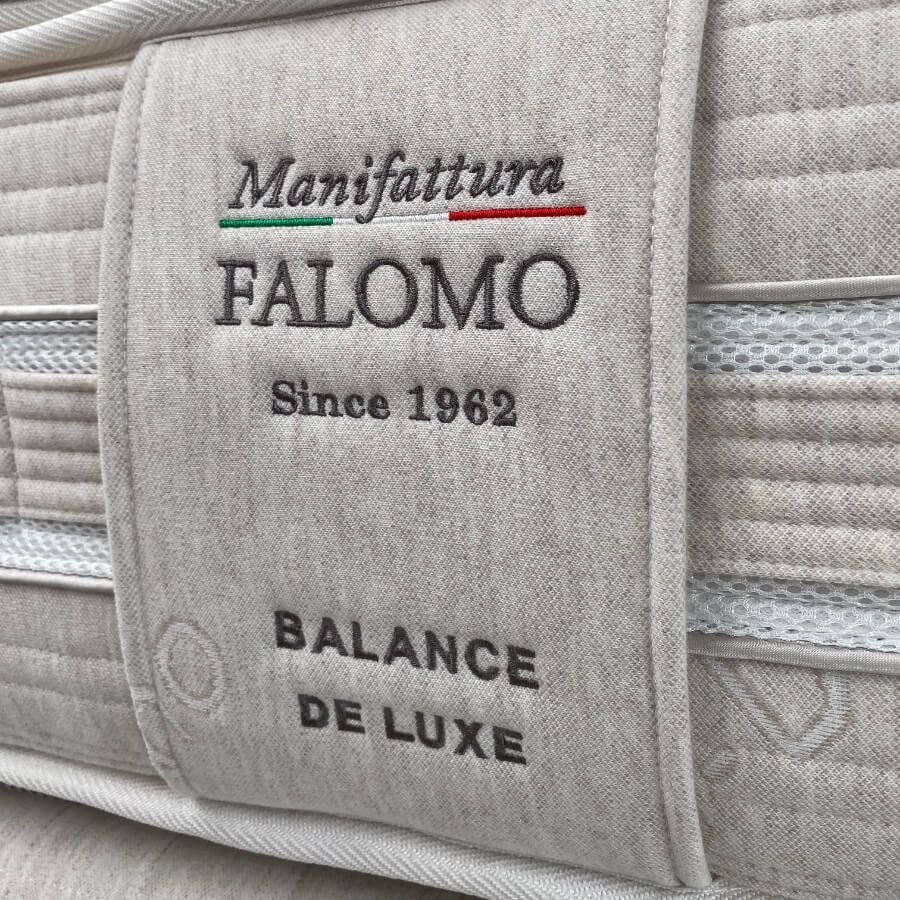 Manifattura
FALOMO
Since 1962
BALANCE
DE LUXE